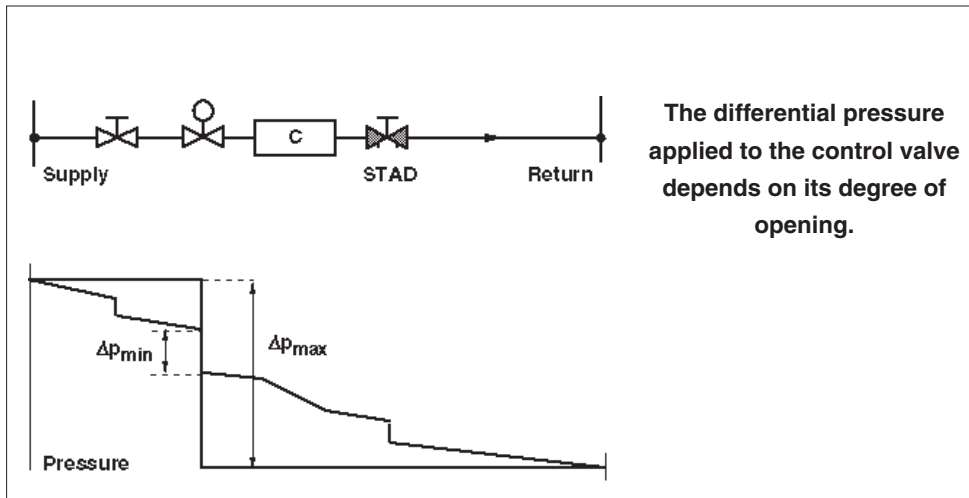 The differential pressure
applied to the control valve
depends on its degree of
opening.
C
Supply
STAD
Return
Δpmin
Δpmax
Pressure